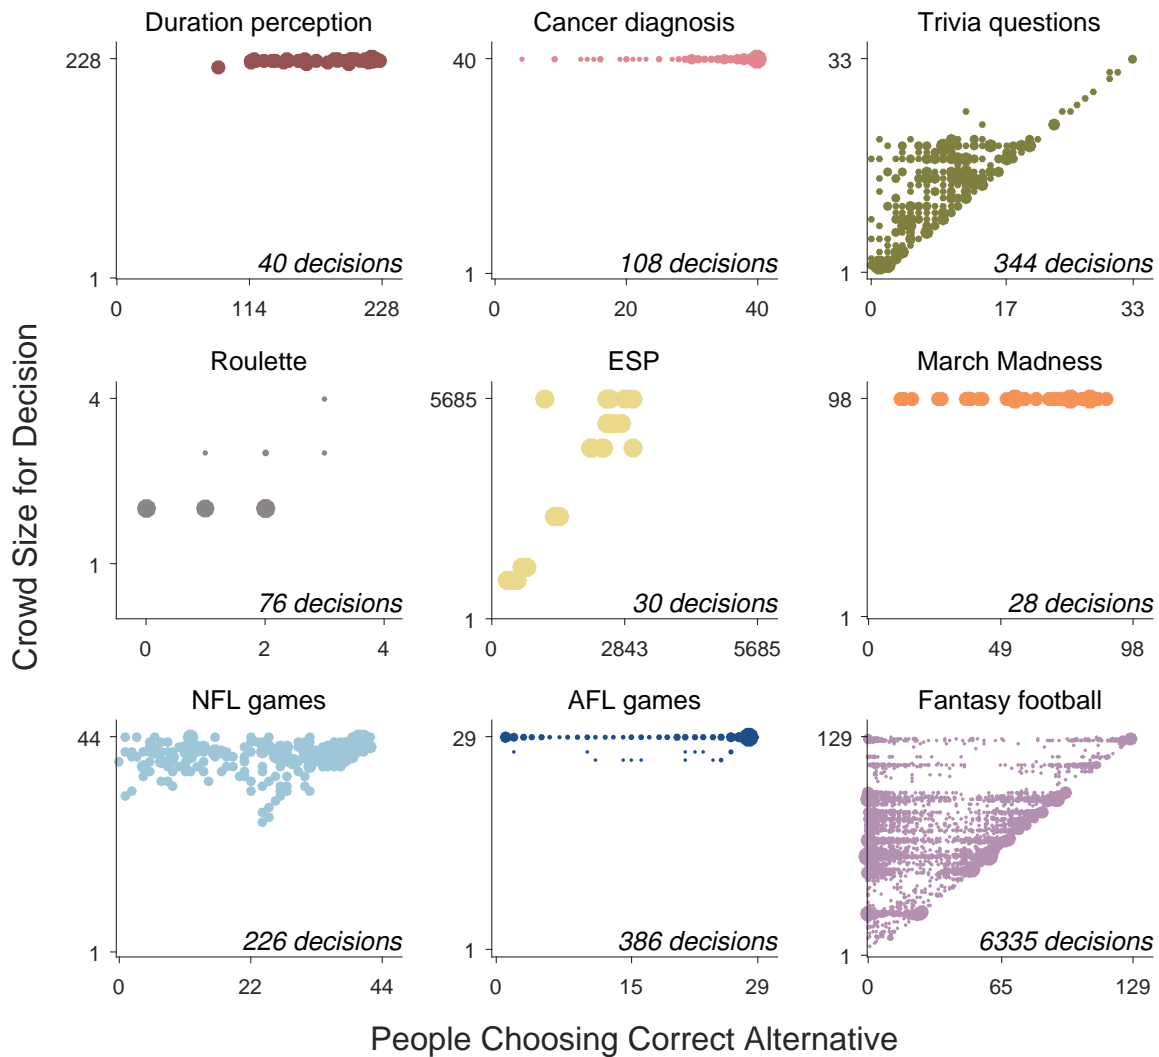 Duration perception
Cancer diagnosis
Trivia questions
228
1
0
114
228
40 decisions
40
1
0
20
40
108 decisions
33
1
0
17
33
344 decisions
Roulette
ESP
March Madness
4
1
0
2
4
76 decisions
5685
1
0
2843
5685
30 decisions
98
1
0
49
98
28 decisions
NFL games
AFL games
Fantasy football
44
1
0
22
44
226 decisions
29
1
0
15
29
386 decisions
129
1
0
65
129
6335 decisions
Crowd Size for Decision
People Choosing Correct Alternative